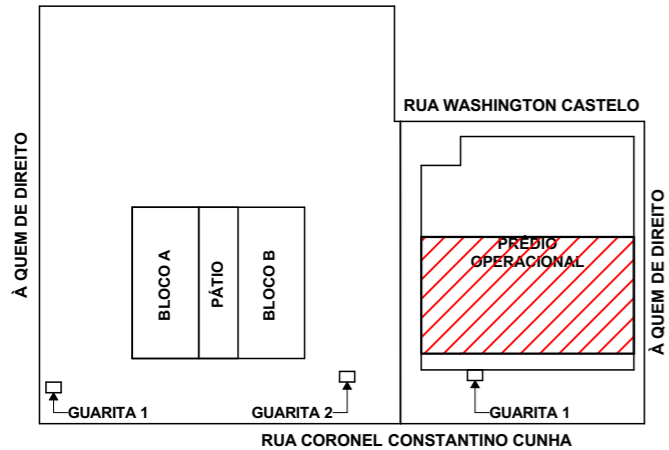 RUA WASHINGTON CASTELO
À QUEM DE DIREITO
BLOCO A
PÁTIO
BLOCO B
PRÉDIO
OPERACIONAL
À QUEM DE DIREITO
GUARITA 1
GUARITA 2
GUARITA 1
RUA CORONEL CONSTANTINO CUNHA